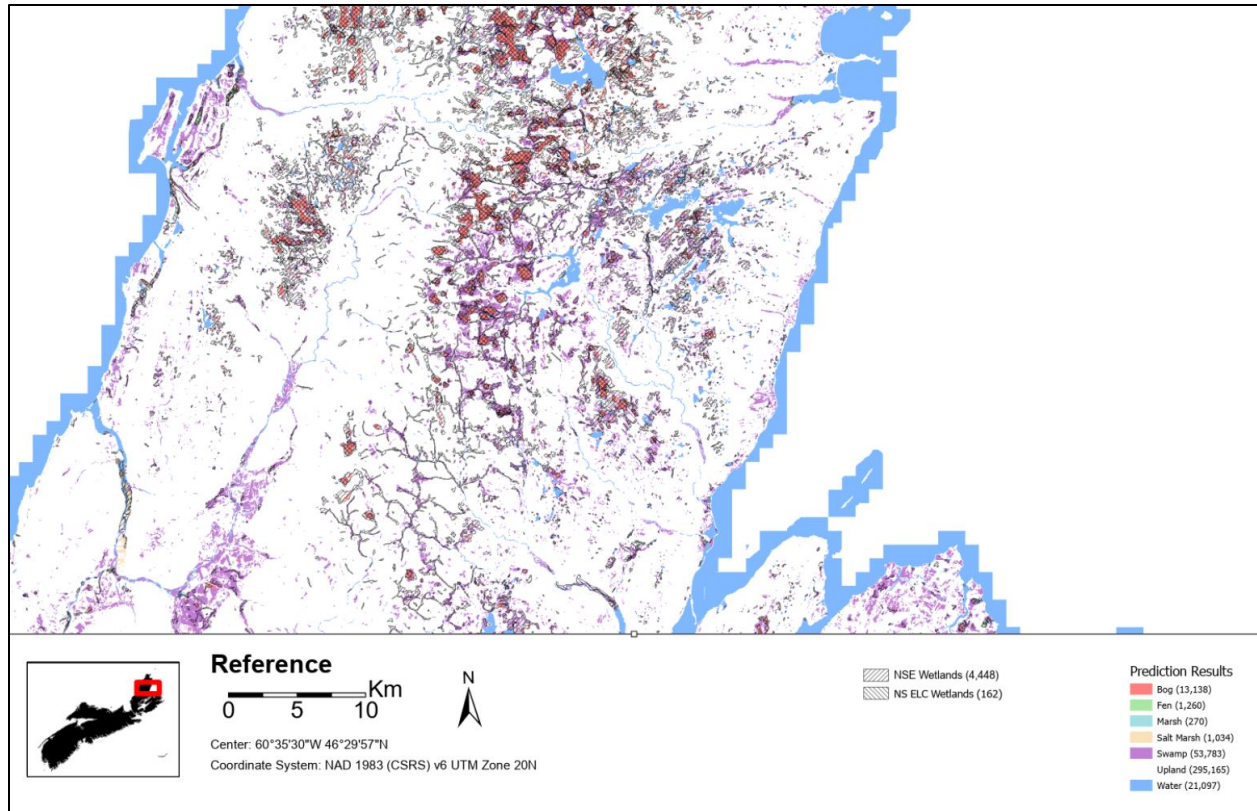 Reference
Km
0 5 10
N
Center: 60°35'30"W 46°29'57"N
Coordinate System: NAD 1983 (CSRS) v6 UTM Zone 20N
NSE Wetlands (4,448)
NS ELC Wetlands (162)
Prediction Results
Bog (13,138)
Fen (1,260)
Marsh (270)
Salt Marsh (1,034)
Swamp (53,783)
Upland (295,165)
Water (21,097)